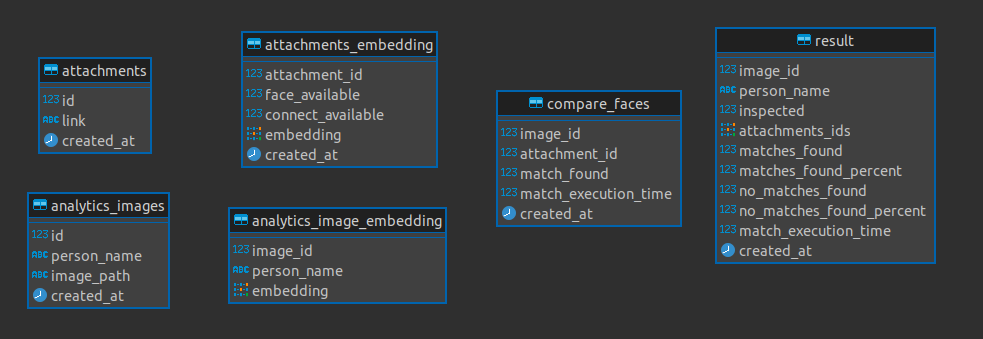 attachments
123 id
ABC link
created_at
attachments_embedding
123 attachment_id
123 face_available
123 connect_available
embedding
created_at
analytics_images
123 id
ABC person_name
ABC image_path
created_at
analytics_image_embedding
123 image_id
ABC person_name
embedding
compare_faces
123 image_id
123 attachment_id
123 match_found
123 match_execution_time
created_at
result
123 image_id
ABC person_name
123 inspected
attachments_ids
123 matches_found
123 matches_found_percent
123 no_matches_found
123 no_matches_found_percent
123 match_execution_time
created_at